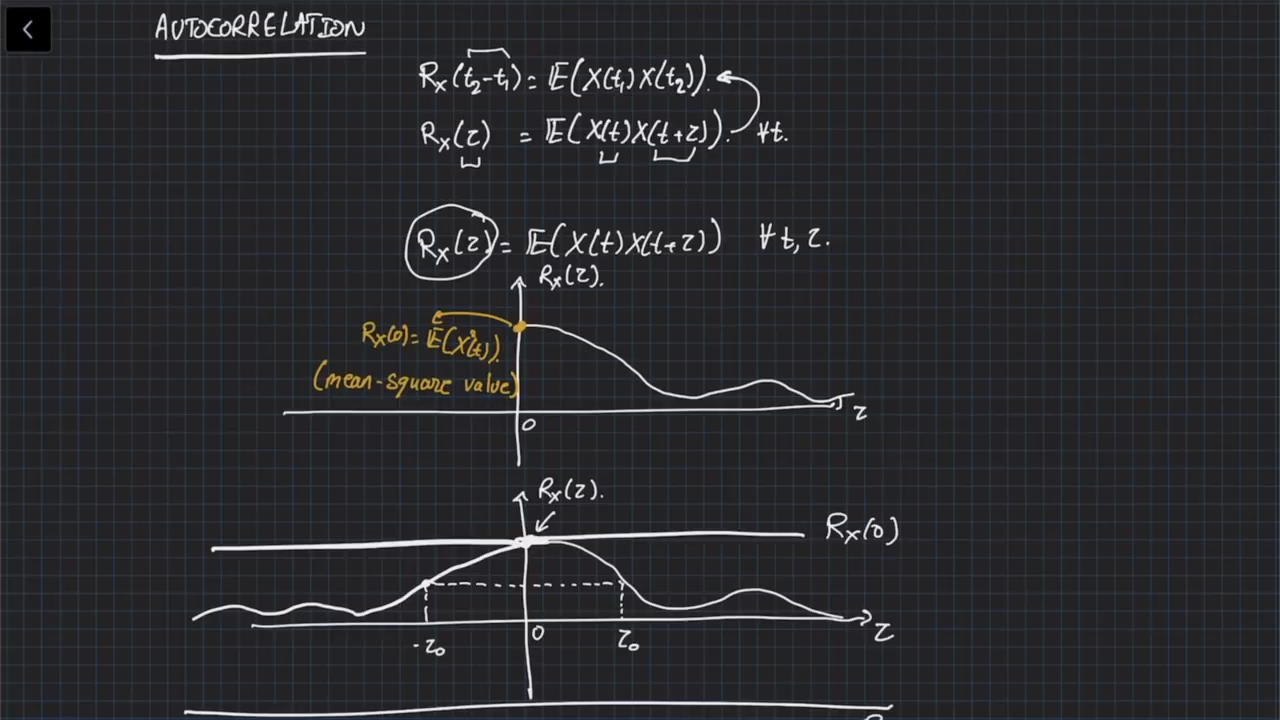 AUTOCORRELATION
Rx(t₂-t₁) = E(X(t₁)X(t₂)).
Rx(τ) = E(X(t)X(t+τ)). ∀t.
Rx(τ) = E(X(t)X(t+τ)) ∀t,τ.
Rx(τ).
Rx(0) = E(X²(t)).
(mean-square value)
0
τ
Rx(τ).
Rx(0)
-τ₀
0
τ₀
τ